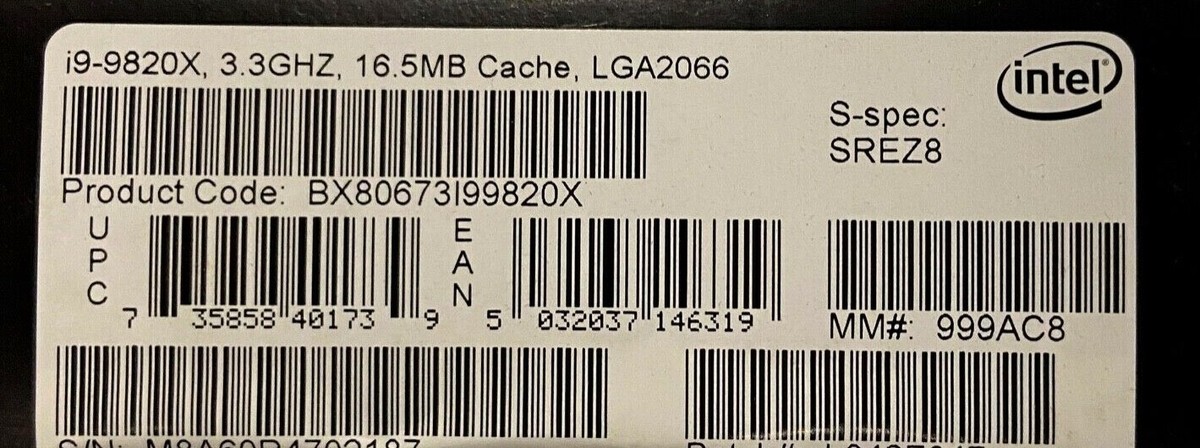 i9-9820X, 3.3GHZ, 16.5MB Cache, LGA2066
intel®
S-spec:
SREZ8
Product Code: BX80673I99820X
UPC
7 35858 40173 9
EAN
5 032037 146319
MM#: 999AC8
S/N: